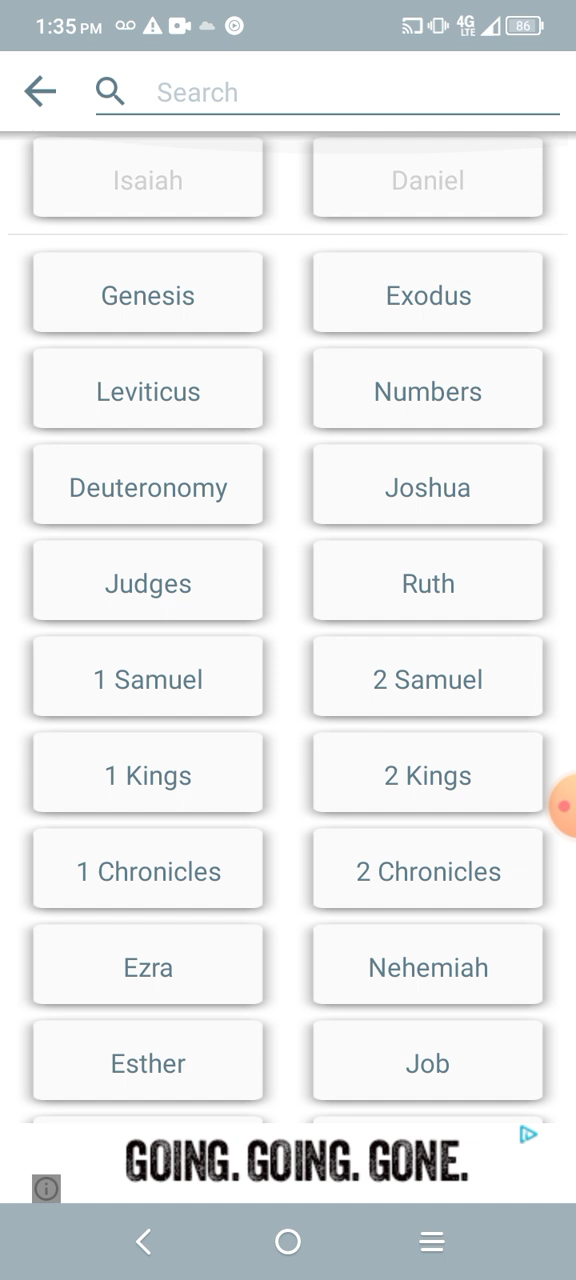 1:35 PM 4G LTE 86
Search
Isaiah Daniel
Genesis Exodus
Leviticus Numbers
Deuteronomy Joshua
Judges Ruth
1 Samuel 2 Samuel
1 Kings 2 Kings
1 Chronicles 2 Chronicles
Ezra Nehemiah
Esther Job
GOING. GOING. GONE.